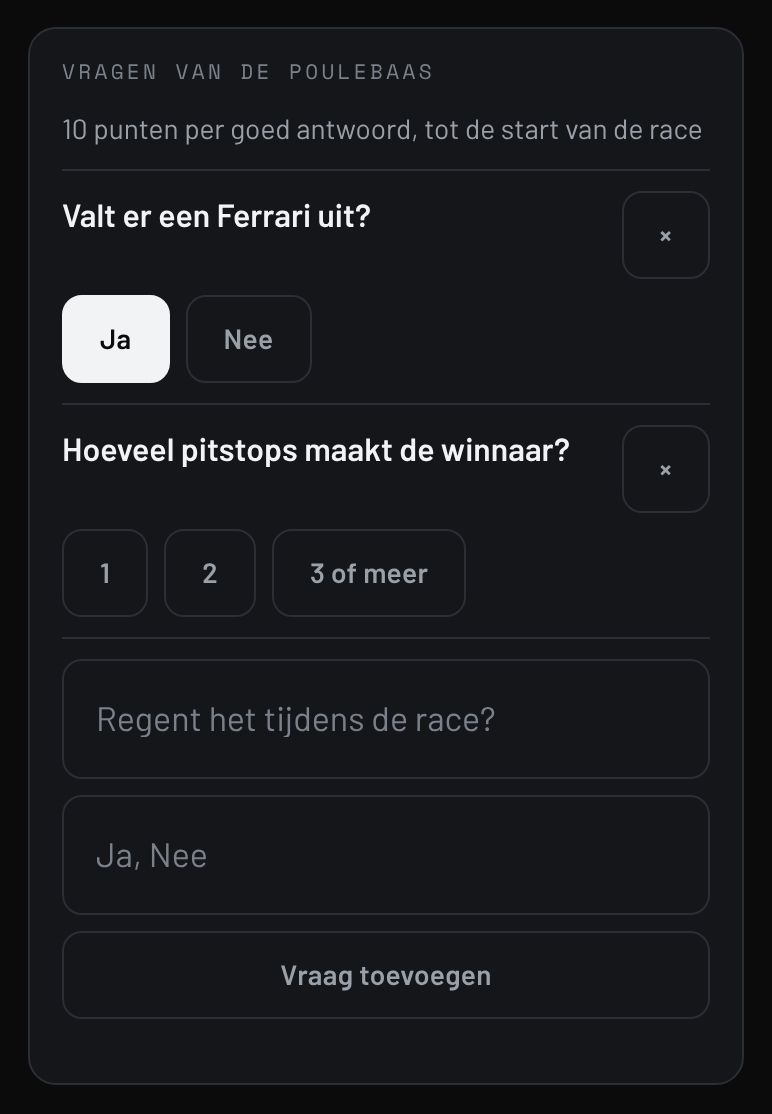 VRAGEN VAN DE POULEBAAS
10 punten per goed antwoord, tot de start van de race
Valt er een Ferrari uit?
×
Ja
Nee
Hoeveel pitstops maakt de winnaar?
×
1
2
3 of meer
Regent het tijdens de race?
Ja, Nee
Vraag toevoegen